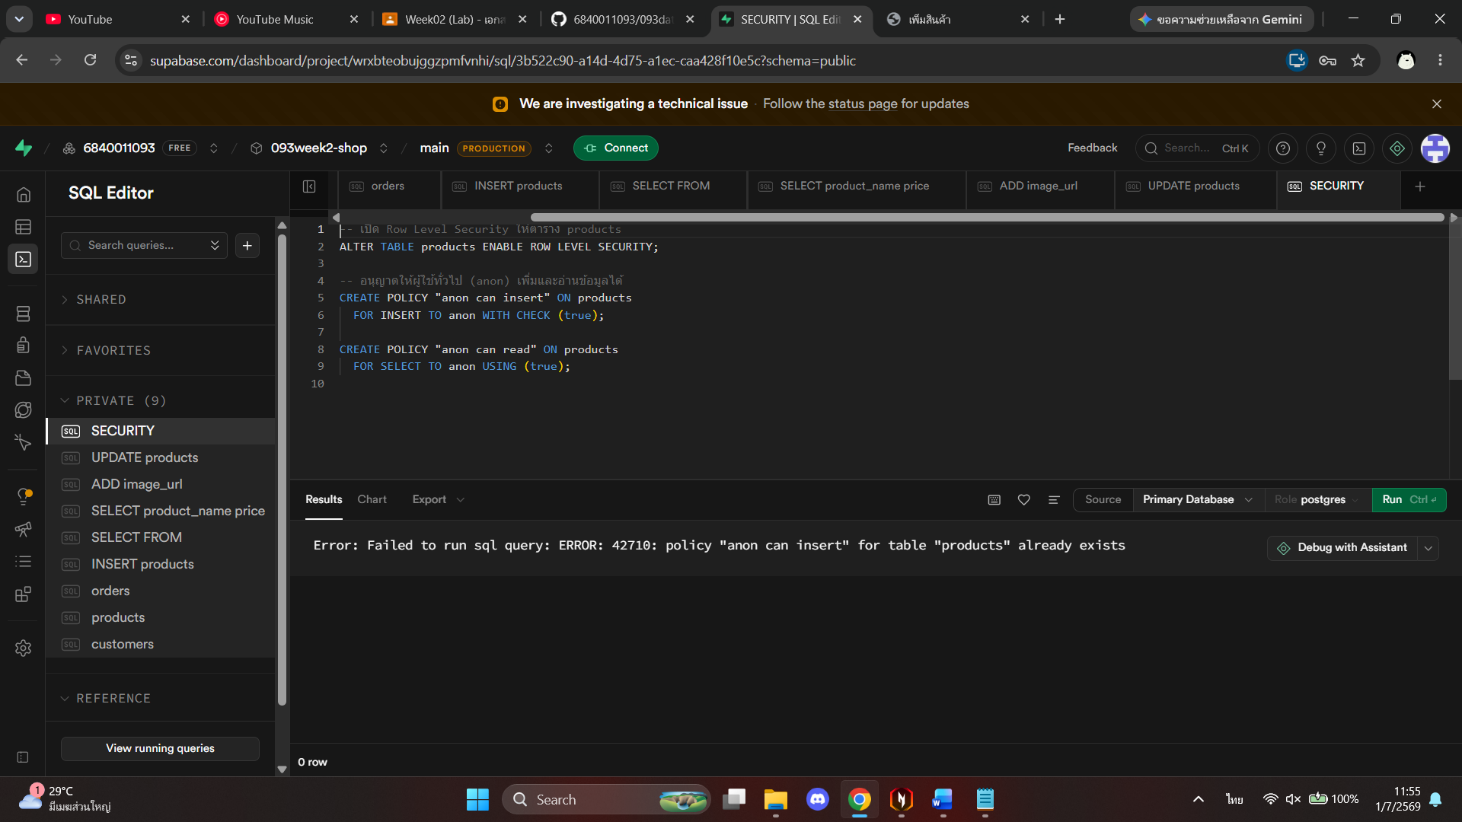 YouTube
YouTube Music
Week02 (Lab) - เอกส
6840011093/093da
SECURITY | SQL Edi
เพิ่มสินค้า
ขอความช่วยเหลือจาก Gemini
supabase.com/dashboard/project/wrxbteobujggzpmfvnhi/sql/3b522c90-a14d-4d75-a1ec-caa428f10e5c?schema=public
We are investigating a technical issue · Follow the status page for updates
6840011093 FREE / 093week2-shop / main PRODUCTION Connect
Feedback Search... Ctrl K
SQL Editor
orders
INSERT products
SELECT FROM
SELECT product_name price
ADD image_url
UPDATE products
SECURITY
Search queries...
SHARED
FAVORITES
PRIVATE (9)
SECURITY
UPDATE products
ADD image_url
SELECT product_name price
SELECT FROM
INSERT products
orders
products
customers
REFERENCE
View running queries
1 -- เปิด Row Level Security ให้ตาราง products
2 ALTER TABLE products ENABLE ROW LEVEL SECURITY;
3
4 -- อนุญาตให้ผู้ใช้ทั่วไป (anon) เพิ่มและอ่านข้อมูลได้
5 CREATE POLICY "anon can insert" ON products
6 FOR INSERT TO anon WITH CHECK (true);
7
8 CREATE POLICY "anon can read" ON products
9 FOR SELECT TO anon USING (true);
10
Results Chart Export
Source Primary Database Role postgres Run Ctrl
Error: Failed to run sql query: ERROR: 42710: policy "anon can insert" for table "products" already exists
Debug with Assistant
0 row
1
29°C
มีเมฆส่วนใหญ่
Search
ไทย
100%
11:55
1/7/2569